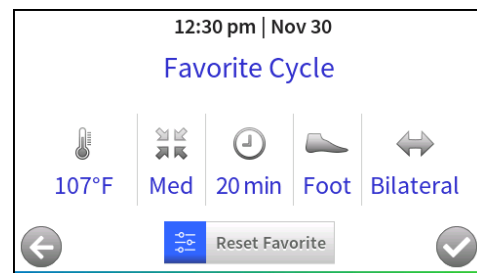 12:30 pm | Nov 30
Favorite Cycle
107°F Med 20 min Foot Bilateral
Reset Favorite